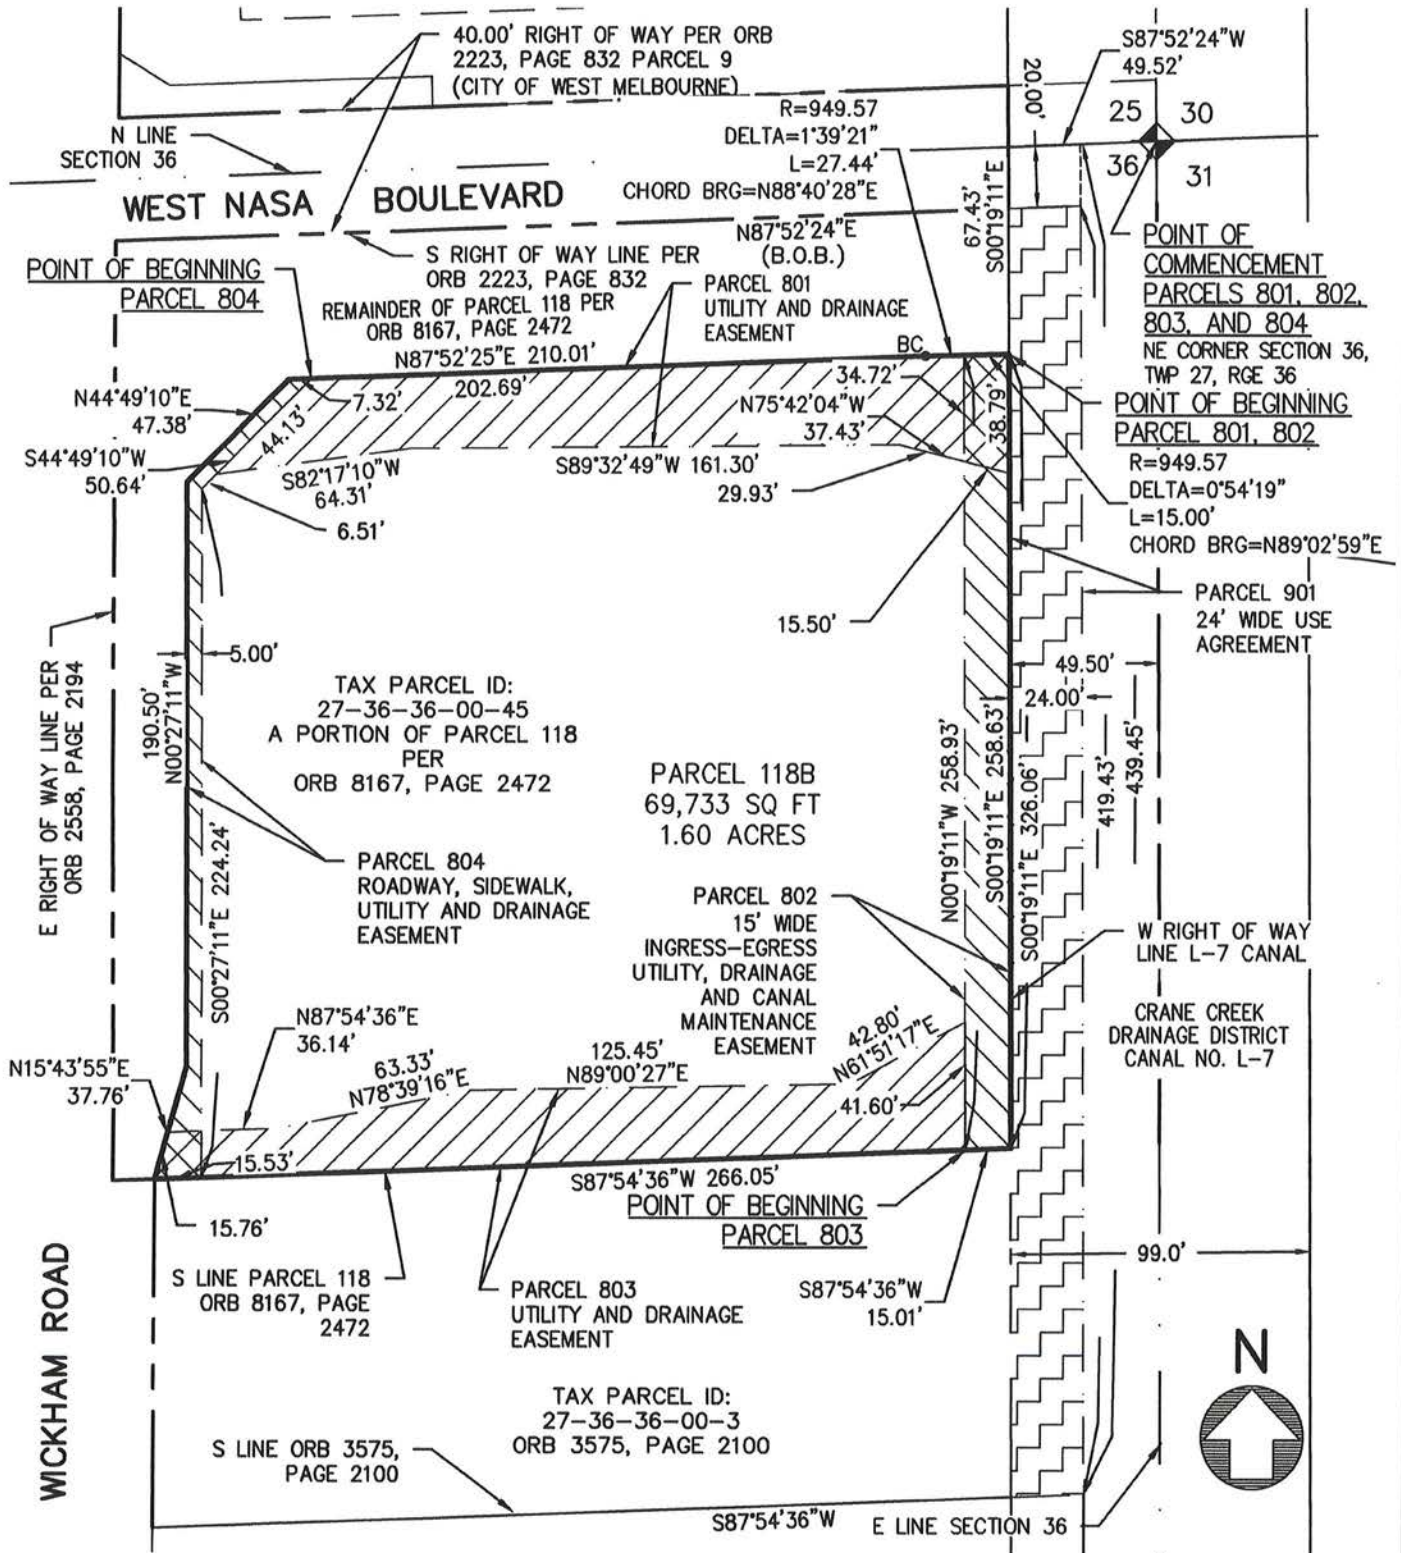 40.00' RIGHT OF WAY PER ORB
2223, PAGE 832 PARCEL 9
(CITY OF WEST MELBOURNE)
S87°52'24"W
49.52'
20.00'
25
30
36
31
N LINE
SECTION 36
R=949.57
DELTA=1°39'21"
L=27.44'
CHORD BRG=N88°40'28"E
WEST NASA BOULEVARD
67.43'
S00°19'11"E
N87°52'24"E
(B.O.B.)
POINT OF
COMMENCEMENT
PARCELS 801, 802,
803, AND 804
NE CORNER SECTION 36,
TWP 27, RGE 36
POINT OF BEGINNING
PARCEL 804
S RIGHT OF WAY LINE PER
ORB 2223, PAGE 832
PARCEL 801
UTILITY AND DRAINAGE
EASEMENT
REMAINDER OF PARCEL 118 PER
ORB 8167, PAGE 2472
N87°52'25"E 210.01'
BC
202.69'
7.32'
34.72'
N44°49'10"E
47.38'
44.13'
N75°42'04"W
37.43'
38.79'
POINT OF BEGINNING
PARCEL 801, 802
R=949.57
DELTA=0°54'19"
L=15.00'
CHORD BRG=N89°02'59"E
S44°49'10"W
50.64'
S82°17'10"W
64.31'
S89°32'49"W 161.30'
29.93'
6.51'
PARCEL 901
24' WIDE USE
AGREEMENT
15.50'
5.00'
49.50'
24.00'
E RIGHT OF WAY LINE PER
ORB 2558, PAGE 2194
190.50'
N00°27'11"W
TAX PARCEL ID:
27-36-36-00-45
A PORTION OF PARCEL 118
PER
ORB 8167, PAGE 2472
PARCEL 118B
69,733 SQ FT
1.60 ACRES
N00°19'11"W 258.93'
S00°19'11"E 258.63'
S00°19'11"E 326.06'
419.43'
439.45'
S00°27'11"E 224.24'
PARCEL 804
ROADWAY, SIDEWALK,
UTILITY AND DRAINAGE
EASEMENT
PARCEL 802
15' WIDE
INGRESS-EGRESS
UTILITY, DRAINAGE
AND CANAL
MAINTENANCE
EASEMENT
W RIGHT OF WAY
LINE L-7 CANAL
CRANE CREEK
DRAINAGE DISTRICT
CANAL NO. L-7
N87°54'36"E
36.14'
N15°43'55"E
37.76'
63.33'
N78°39'16"E
125.45'
N89°00'27"E
42.80'
N61°51'17"E
41.60'
15.53'
S87°54'36"W 266.05'
POINT OF BEGINNING
PARCEL 803
15.76'
99.0'
S LINE PARCEL 118
ORB 8167, PAGE
2472
PARCEL 803
UTILITY AND DRAINAGE
EASEMENT
S87°54'36"W
15.01'
WICKHAM ROAD
N
TAX PARCEL ID:
27-36-36-00-3
ORB 3575, PAGE 2100
S LINE ORB 3575,
PAGE 2100
S87°54'36"W
E LINE SECTION 36